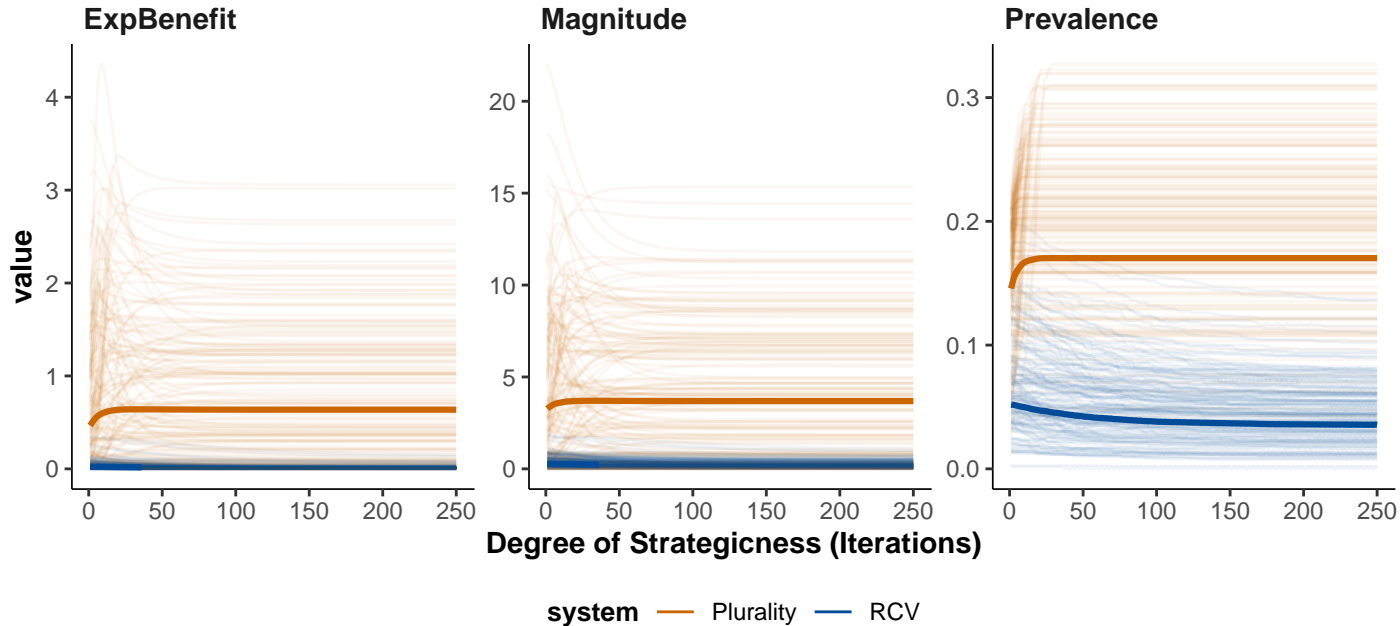 ExpBenefit Magnitude Prevalence
value
4
3
2
1
0
20
15
10
5
0
0.3
0.2
0.1
0.0
0 50 100 150 200 250 0 50 100 150 200 250 0 50 100 150 200 250
Degree of Strategicness (Iterations)
system Plurality RCV